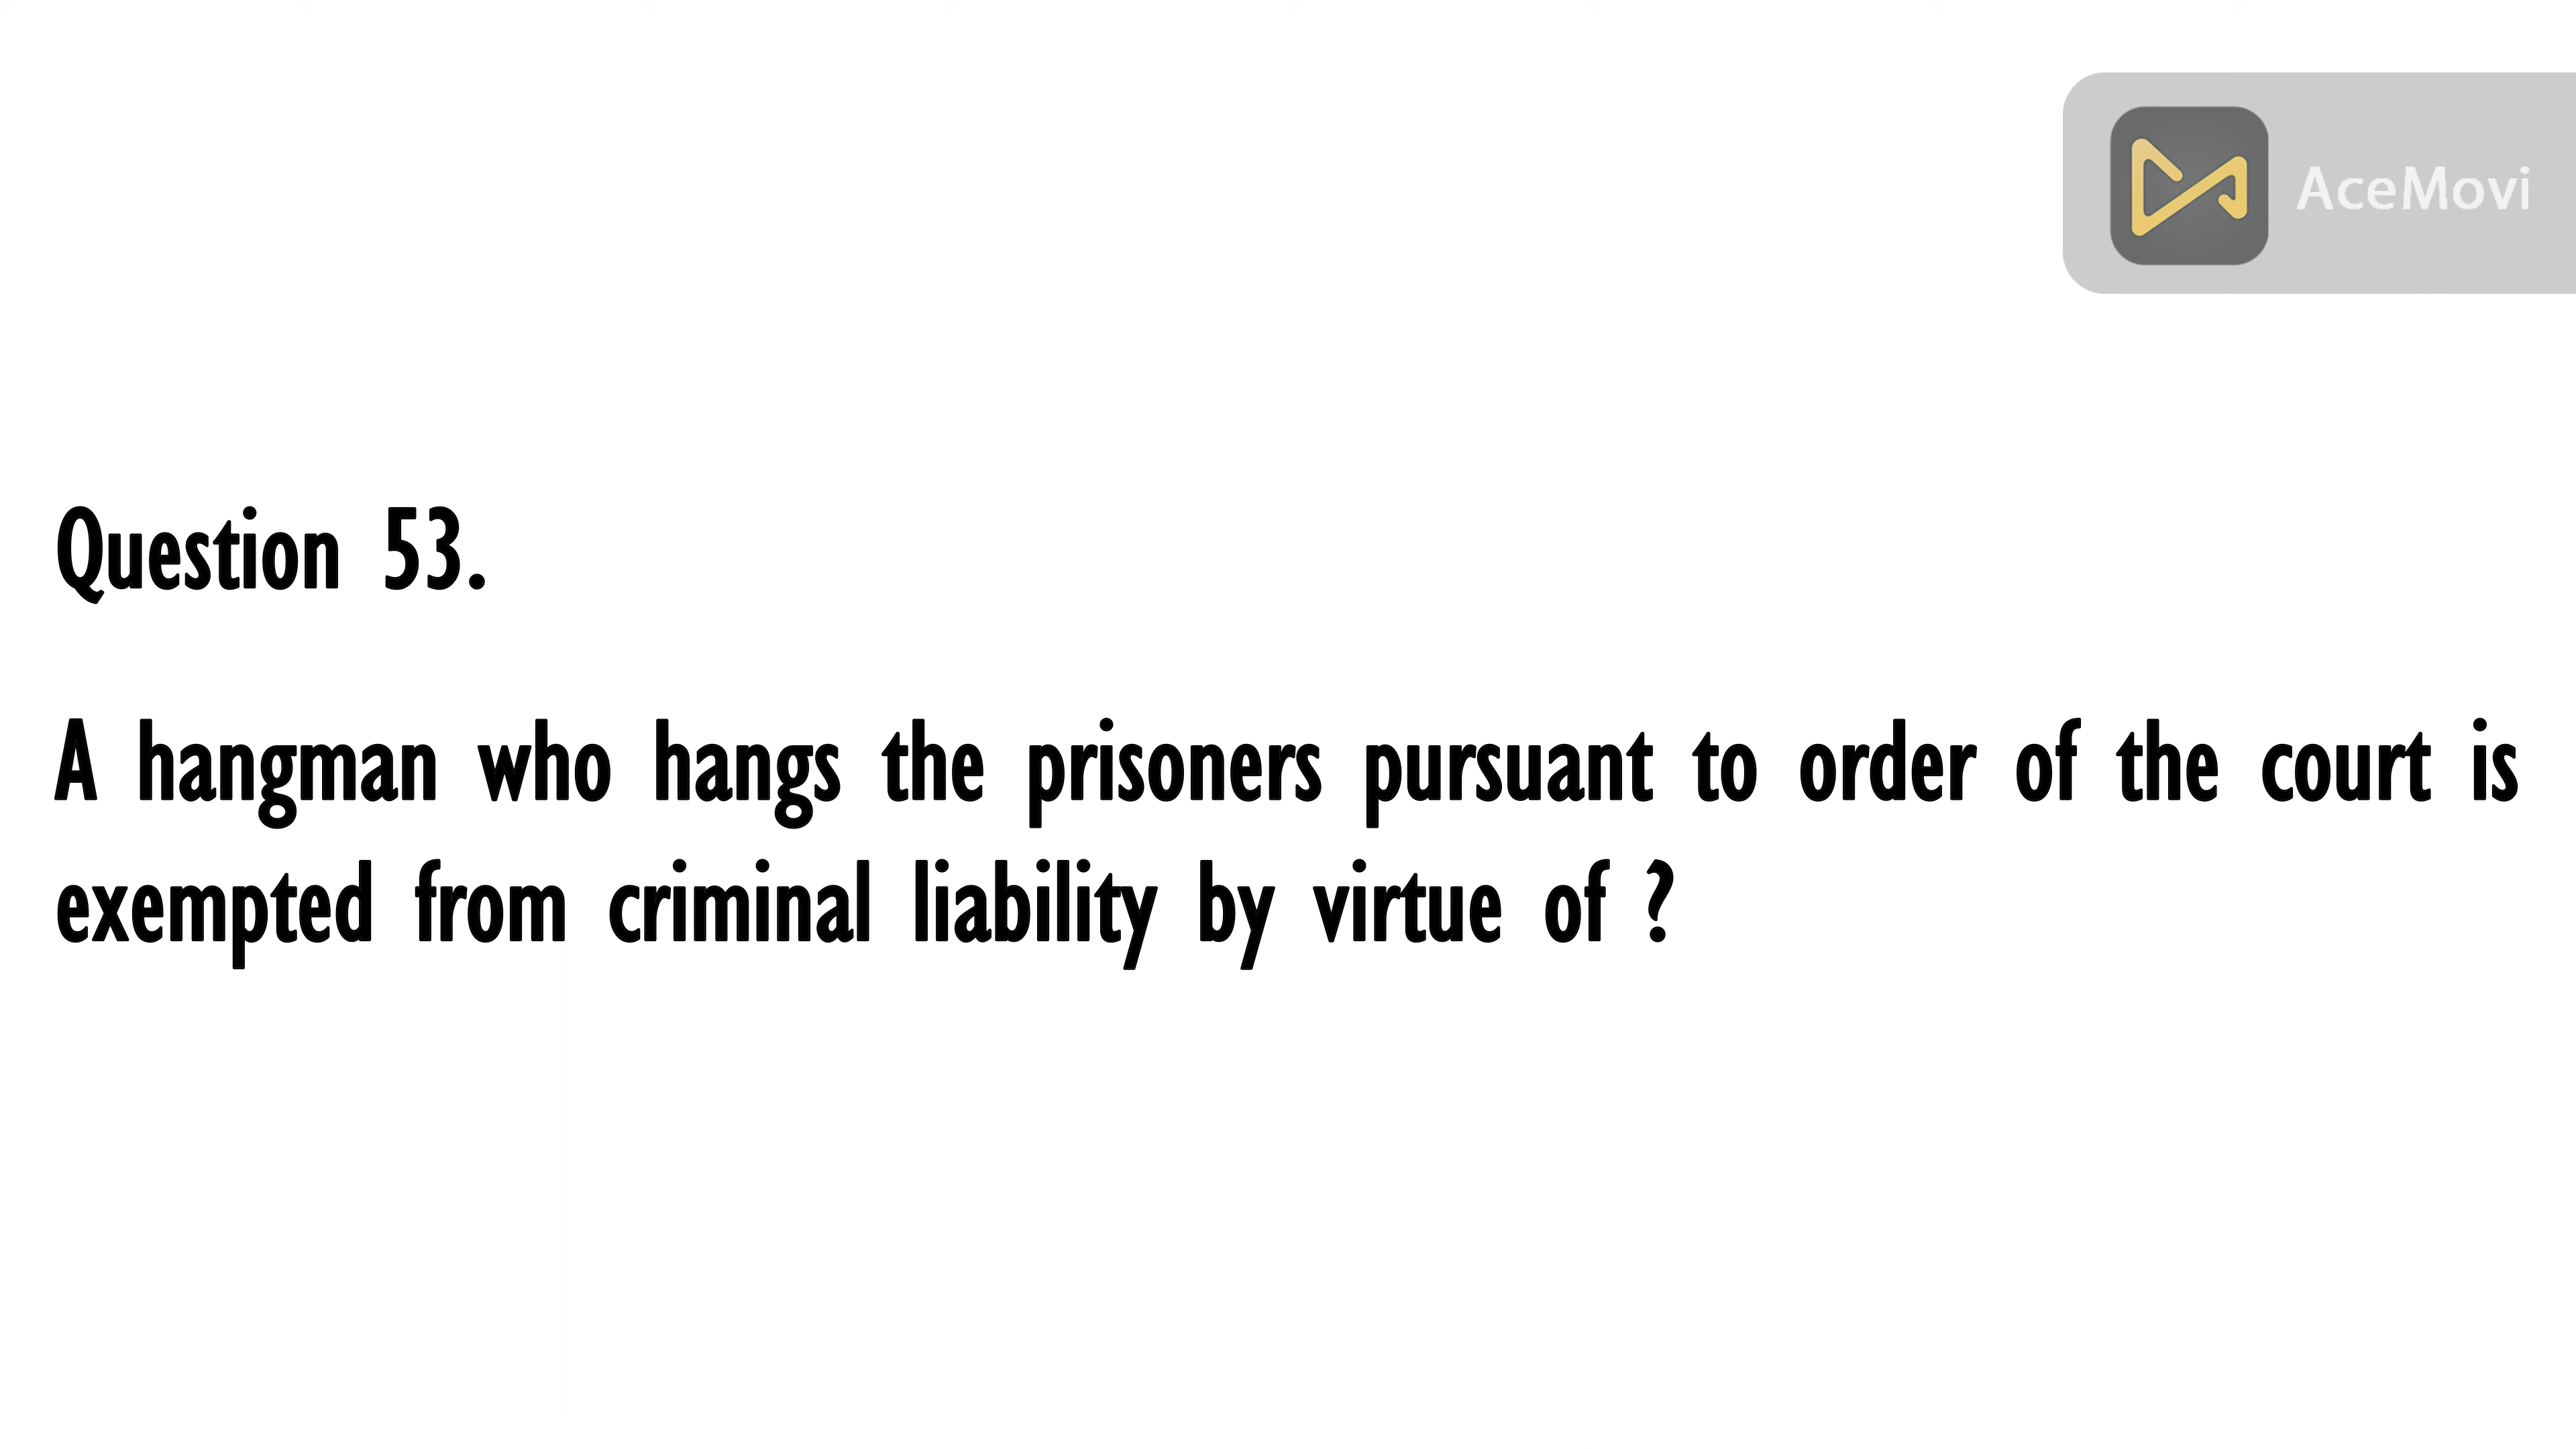 AceMovi
Question 53.
A hangman who hangs the prisoners pursuant to order of the court is
exempted from criminal liability by virtue of ?